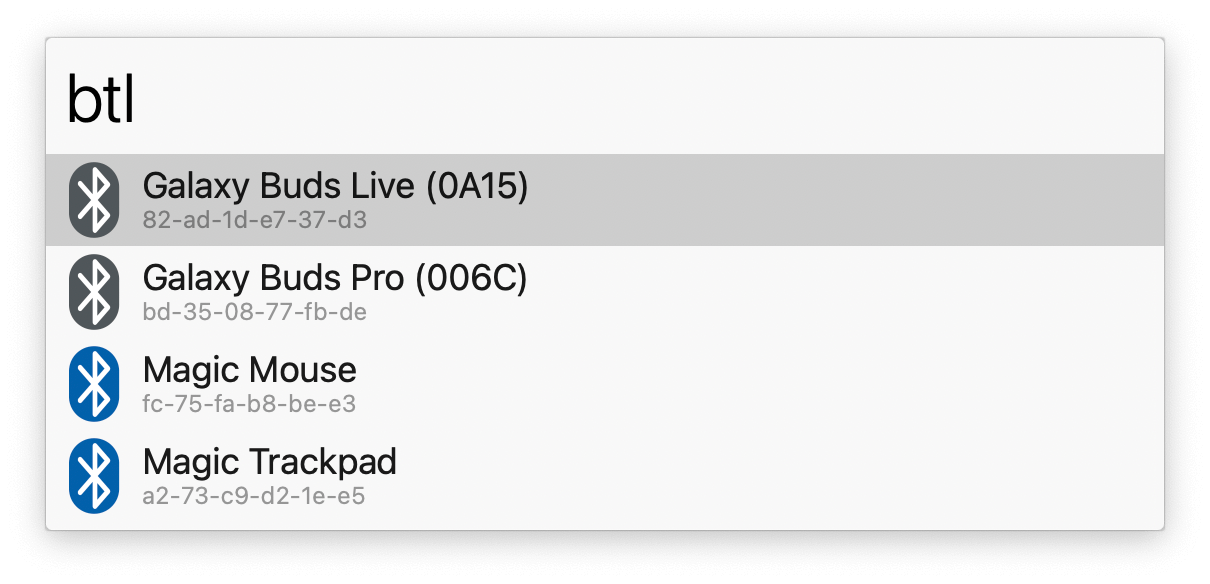 btl
Galaxy Buds Live (0A15)
82-ad-1d-e7-37-d3
Galaxy Buds Pro (006C)
bd-35-08-77-fb-de
Magic Mouse
fc-75-fa-b8-be-e3
Magic Trackpad
a2-73-c9-d2-1e-e5